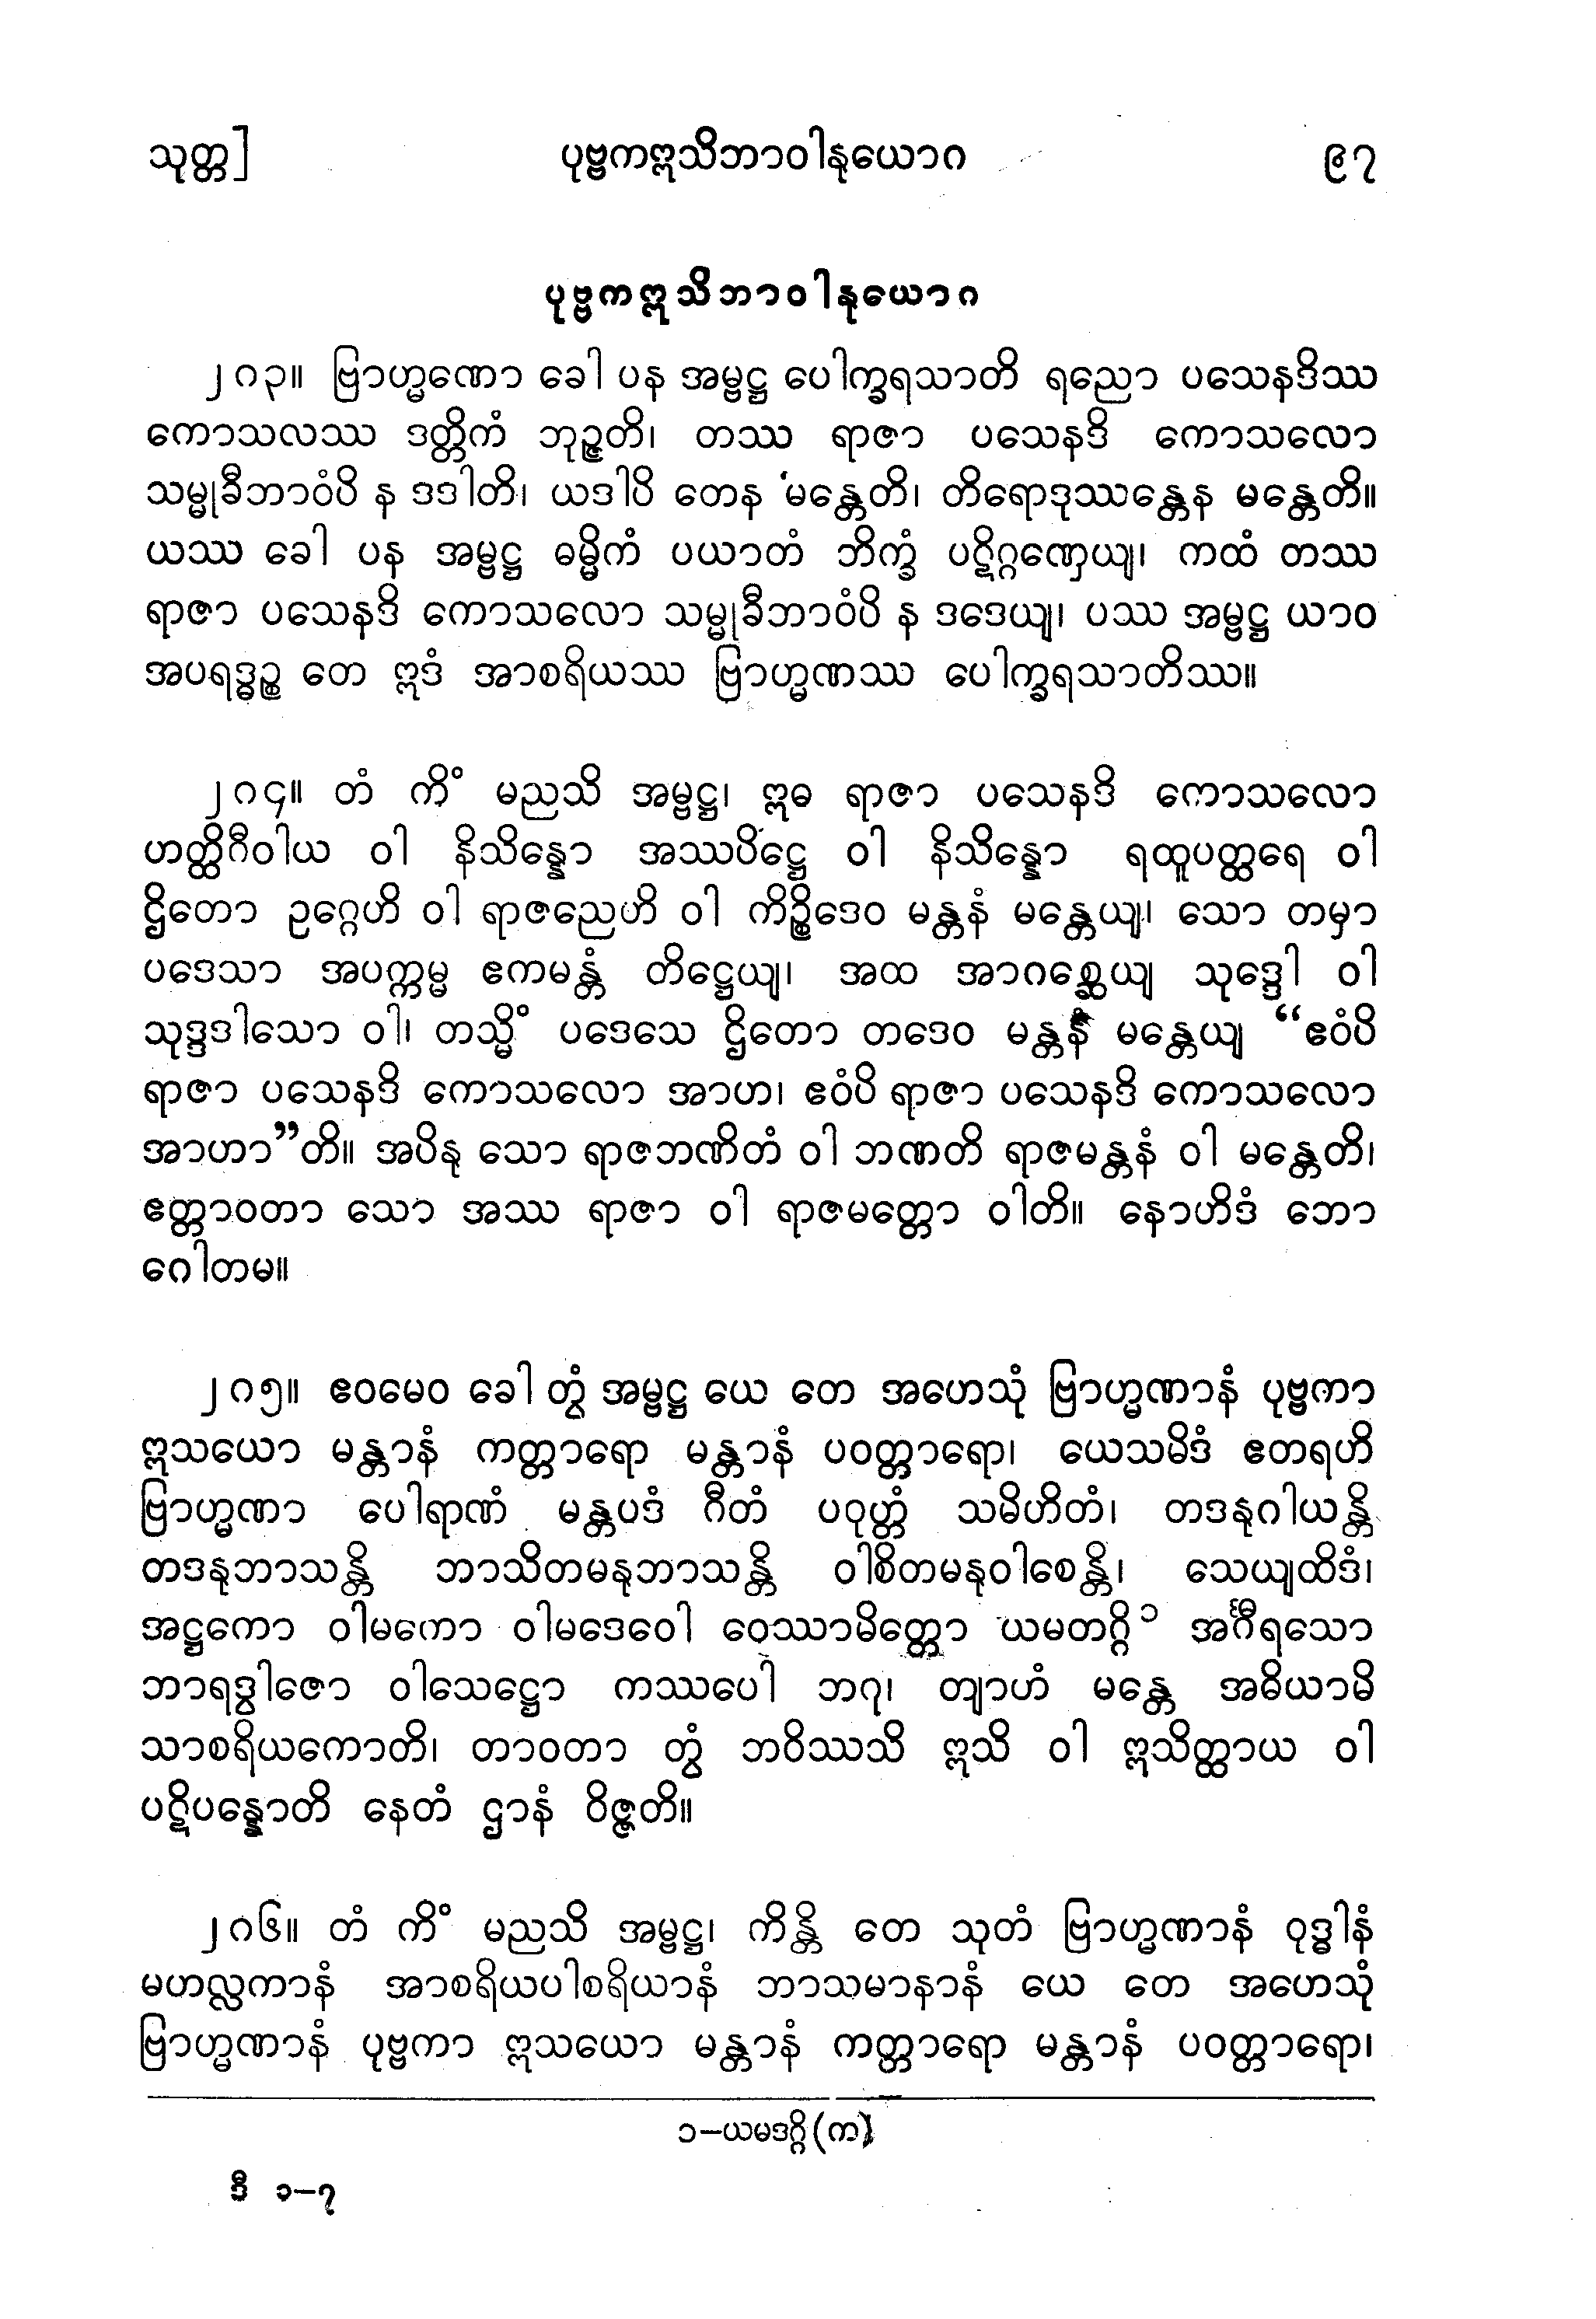 သုတ္တ]
ပုဗ္ဗကဣသိဘာဝါနုယောဂ
၉၇
ပုဗ္ဗကဣသိဘာဝါနုယောဂ
၂၈၃။ ဗြာဟ္မဏော ခေါ ပန အမ္ဗဋ္ဌ ပေါက္ခရသာတိ ရညော ပသေနဒိဿ
ကောသလဿ ဒတ္တိကံ ဘုဉ္ဇတိ၊ တဿ ရာဇာ ပသေနဒိ ကောသလော
သမ္မုခီဘာဝံပိ န ဒဒါတိ၊ ယဒါပိ တေန မန္တေတိ၊ တိရောဒုဿန္တေန မန္တေတိ။
ယဿ ခေါ ပန အမ္ဗဋ္ဌ ဓမ္မိကံ ပယာတံ ဘိက္ခံ ပဋိဂ္ဂဏှေယျ၊ ကထံ တဿ
ရာဇာ ပသေနဒိ ကောသလော သမ္မုခီဘာဝံပိ န ဒဒေယျ၊ ပဿ အမ္ဗဋ္ဌ ယာဝ
အပရဒ္ဓဉ္စ တေ ဣဒံ အာစရိယဿ ဗြာဟ္မဏဿ ပေါက္ခရသာတိဿ။
၂၈၄။ တံ ကိံ မညသိ အမ္ဗဋ္ဌ၊ ဣဓ ရာဇာ ပသေနဒိ ကောသလော
ဟတ္ထိဂီဝါယ ဝါ နိသိန္နော အဿပိဋ္ဌေ ဝါ နိသိန္နော ရထူပတ္ထရေ ဝါ
ဌိတော ဥဂ္ဂေဟိ ဝါ ရာဇညေဟိ ဝါ ကိဉ္စိဒေဝ မန္တနံ မန္တေယျ၊ သော တမှာ
ပဒေသာ အပက္ကမ္မ ဧကမန္တံ တိဋ္ဌေယျ၊ အထ အာဂစ္ဆေယျ သုဒ္ဒေါ ဝါ
သုဒ္ဒဒါသော ဝါ၊ တသ္မိံ ပဒေသေ ဌိတော တဒေဝ မန္တနံ မန္တေယျ “ဧဝံပိ
ရာဇာ ပသေနဒိ ကောသလော အာဟ၊ ဧဝံပိ ရာဇာ ပသေနဒိ ကောသလော
အာဟာ”တိ။ အပိနု သော ရာဇဘဏိတံ ဝါ ဘဏတိ ရာဇမန္တနံ ဝါ မန္တေတိ၊
ဧတ္တာဝတာ သော အဿ ရာဇာ ဝါ ရာဇမတ္တော ဝါတိ။ နောဟိဒံ ဘော
ဂေါတမ။
၂၈၅။ ဧဝမေဝ ခေါ တွံ အမ္ဗဋ္ဌ ယေ တေ အဟေသုံ ဗြာဟ္မဏာနံ ပုဗ္ဗကာ
ဣသယော မန္တာနံ ကတ္တာရော မန္တာနံ ပဝတ္တာရော၊ ယေသမိဒံ ဧတရဟိ
ဗြာဟ္မဏာ ပေါရာဏံ မန္တပဒံ ဂီတံ ပဝုတ္တံ သမိဟိတံ၊ တဒနုဂါယန္တိ
တဒနုဘာသန္တိ ဘာသိတမနုဘာသန္တိ ဝါစိတမနုဝါစေန္တိ၊ သေယျထိဒံ၊
အဋ္ဌကော ဝါမကော ဝါမဒေဝေါ ဝေဿာမိတ္တော ယမတဂ္ဂိ ၁ အင်္ဂီရသော
ဘာရဒွါဇော ဝါသေဋ္ဌော ကဿပေါ ဘဂု၊ တျာဟံ မန္တေ အဓိယာမိ
သာစရိယကောတိ၊ တာဝတာ တွံ ဘဝိဿသိ ဣသိ ဝါ ဣသိတ္ထာယ ဝါ
ပဋိပန္နောတိ နေတံ ဌာနံ ဝိဇ္ဇတိ။
၂၈၆။ တံ ကိံ မညသိ အမ္ဗဋ္ဌ၊ ကိန္တိ တေ သုတံ ဗြာဟ္မဏာနံ ဝုဒ္ဓါနံ
မဟလ္လကာနံ အာစရိယပါစရိယာနံ ဘာသမာနာနံ ယေ တေ အဟေသုံ
ဗြာဟ္မဏာနံ ပုဗ္ဗကာ ဣသယော မန္တာနံ ကတ္တာရော မန္တာနံ ပဝတ္တာရော၊
၁–ယမဒဂ္ဂိ (က)
ဒီ ၁–၇